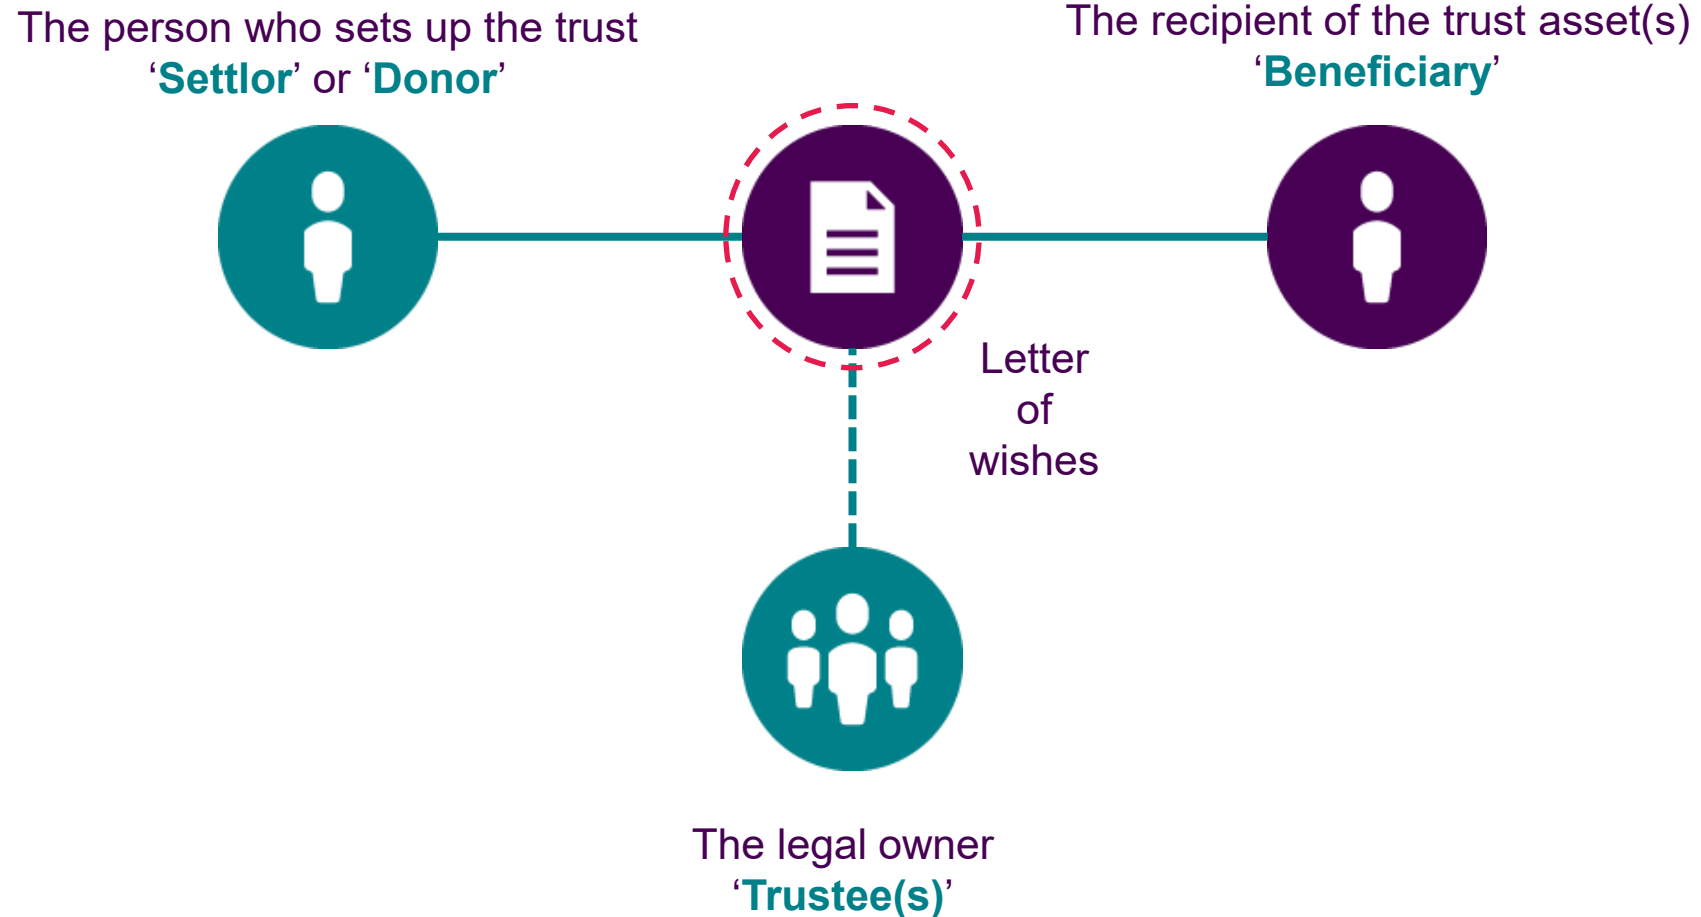 The person who sets up the trust
‘Settlor’ or ‘Donor’
The recipient of the trust asset(s)
‘Beneficiary’
Letter
of
wishes
The legal owner
‘Trustee(s)’